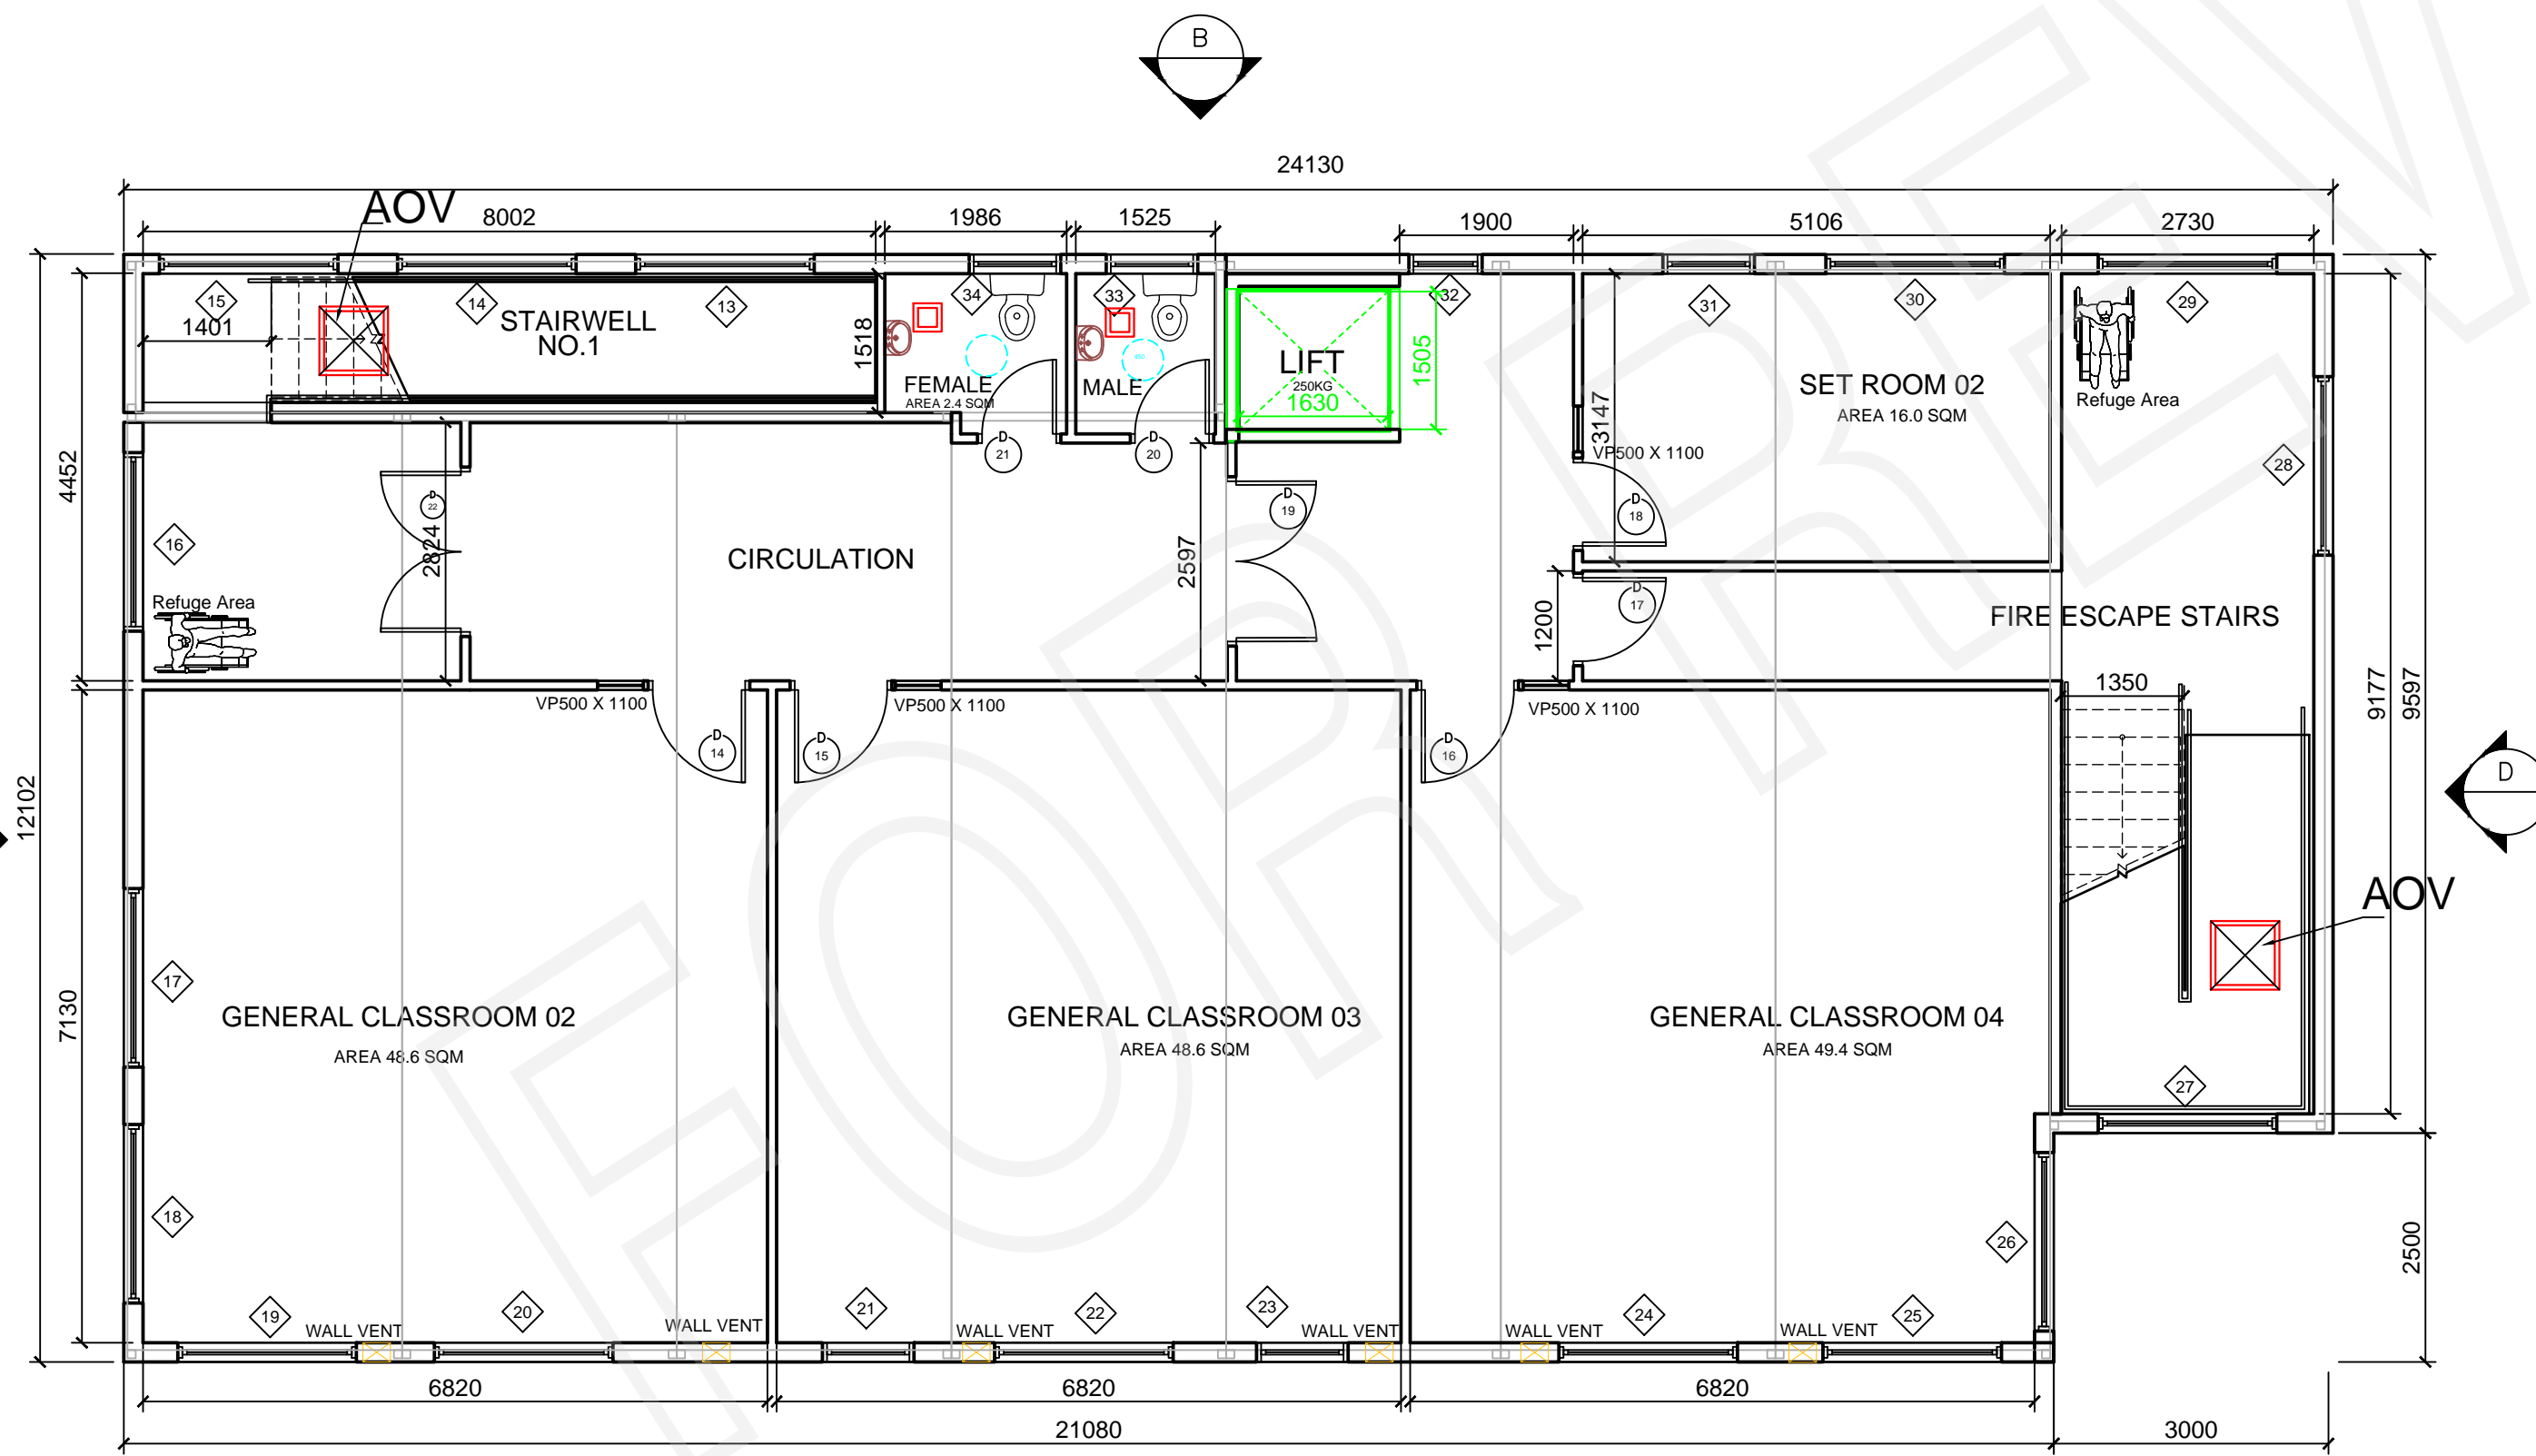 B
24130
AOV
8002
1986
1525
1900
5106
2730
15
14
13
34
33
32
31
30
29
1401
STAIRWELL
NO.1
1518
FEMALE
AREA 2.4 SQM
MALE
LIFT
250KG
1630
1505
SET ROOM 02
AREA 16.0 SQM
3147
VP500 X 1100
Refuge Area
28
4452
D
22
2824
D
21
D
20
D
19
D
18
16
CIRCULATION
2597
Refuge Area
1200
D
17
FIRE ESCAPE STAIRS
1350
9177
9597
VP500 X 1100
VP500 X 1100
VP500 X 1100
D
14
D
15
D
16
D
12102
AOV
17
7130
GENERAL CLASSROOM 02
AREA 48.6 SQM
GENERAL CLASSROOM 03
AREA 48.6 SQM
GENERAL CLASSROOM 04
AREA 49.4 SQM
27
18
26
2500
19
WALL VENT
20
WALL VENT
21
WALL VENT
22
23
WALL VENT
WALL VENT
24
WALL VENT
25
6820
6820
6820
21080
3000
FOR REV